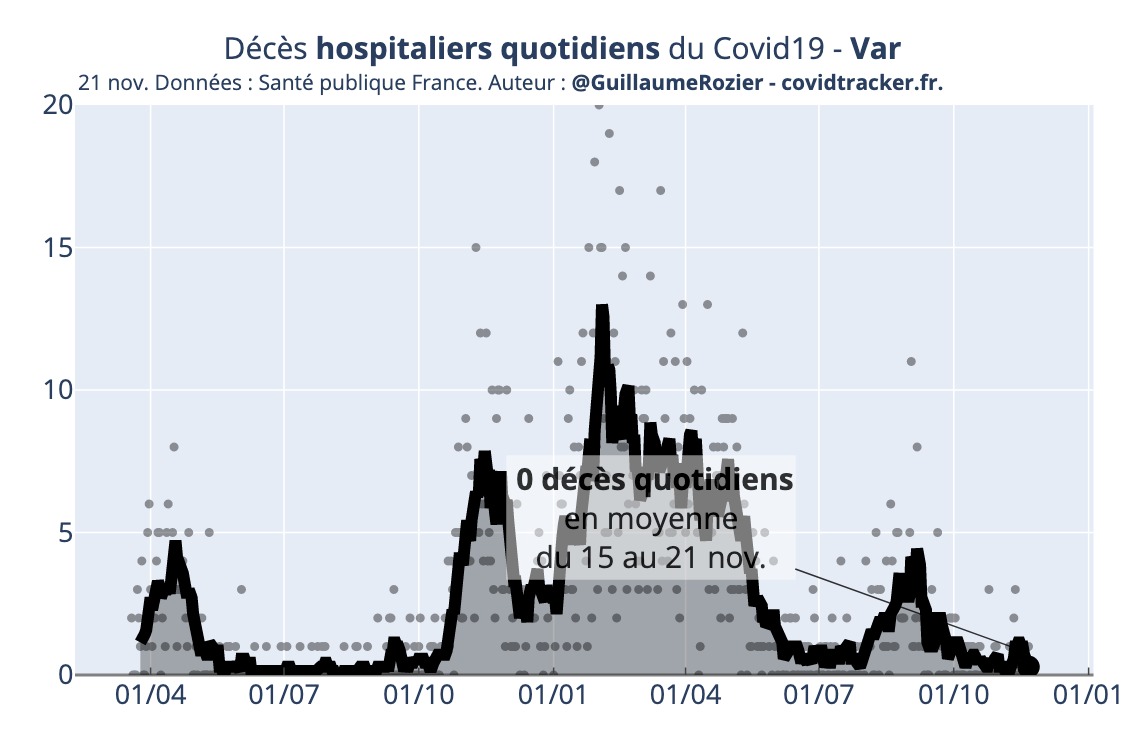 Décès hospitaliers quotidiens du Covid19 - Var
21 nov. Données : Santé publique France. Auteur : @GuillaumeRozier - covidtracker.fr.
20
15
10
5
0
0 décès quotidiens
en moyenne
du 15 au 21 nov.
01/04 01/07 01/10 01/01 01/04 01/07 01/10 01/01